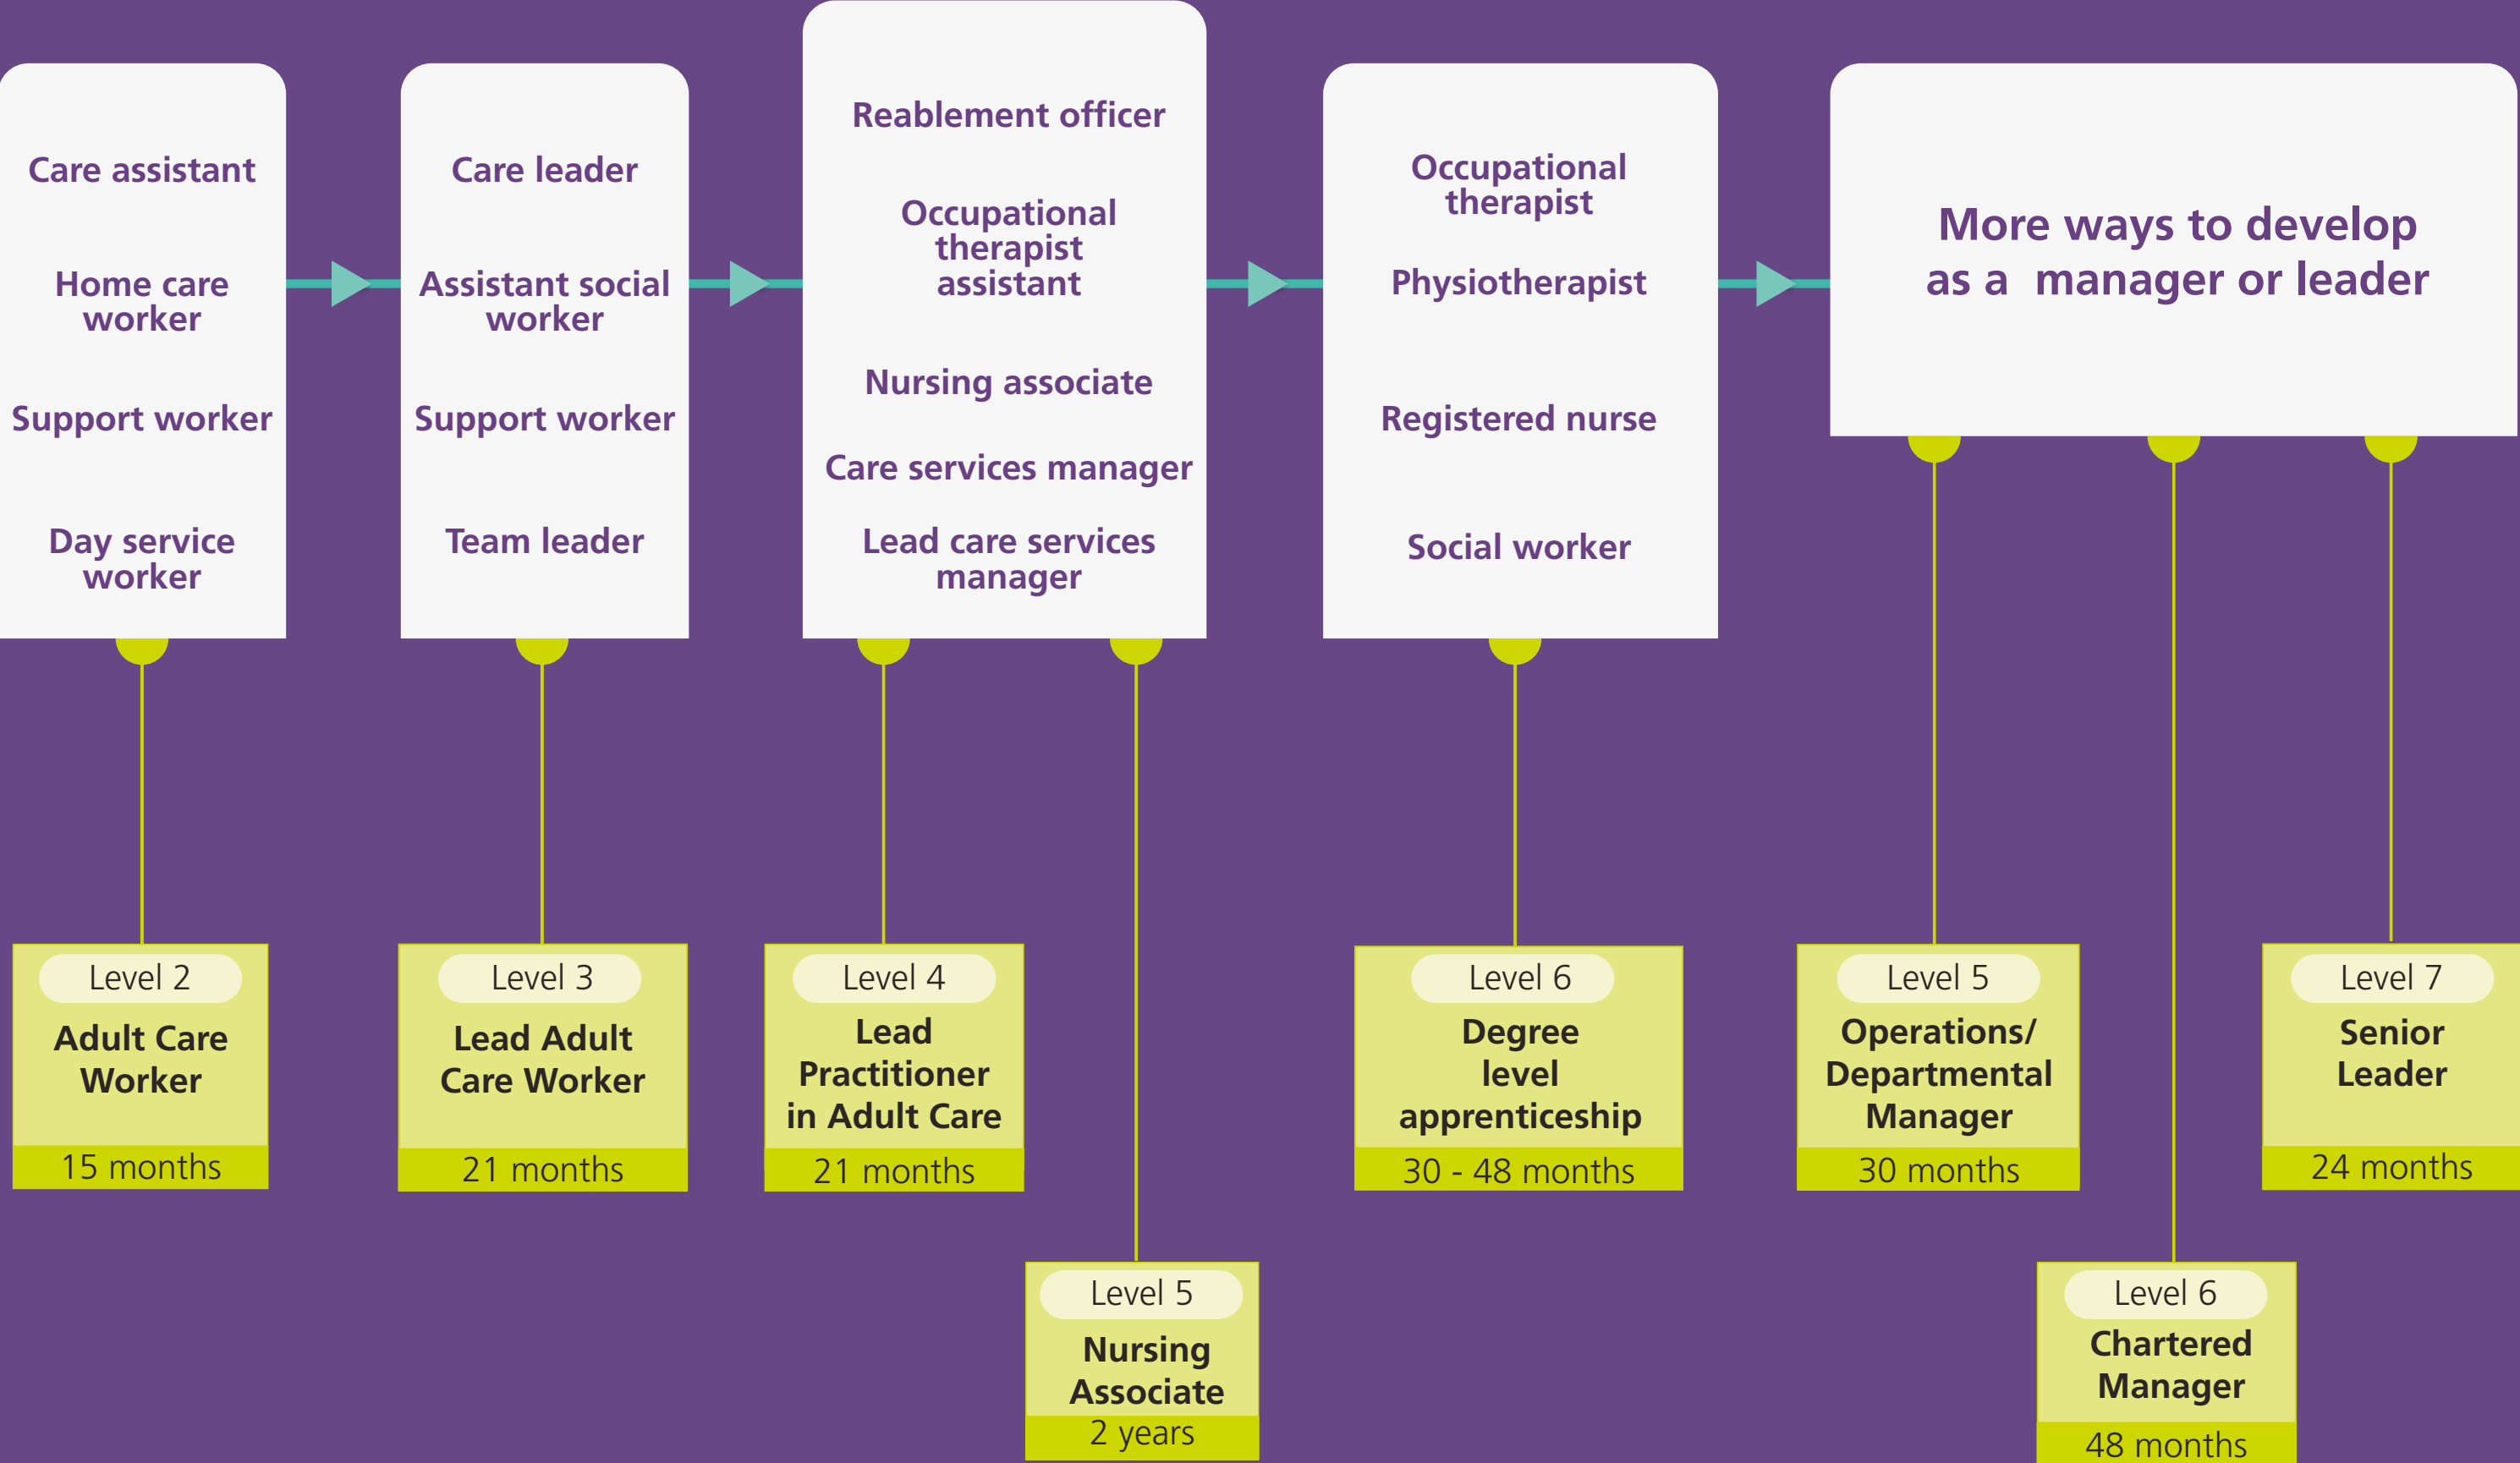 Care assistant
Home care
worker
Support worker
Day service
worker
Care leader
Assistant social
worker
Support worker
Team leader
Reablement officer
Occupational
therapist
assistant
Nursing associate
Care services manager
Lead care services
manager
Occupational
therapist
Physiotherapist
Registered nurse
Social worker
More ways to develop
as a  manager or leader
Level 2
Adult Care
Worker
15 months
Level 3
Lead Adult
Care Worker
21 months
Level 4
Lead
Practitioner
in Adult Care
21 months
Level 5
Nursing
Associate
2 years
Level 6
Degree
level
apprenticeship
30 - 48 months
Level 5
Operations/
Departmental
Manager
30 months
Level 6
Chartered
Manager
48 months
Level 7
Senior
Leader
24 months